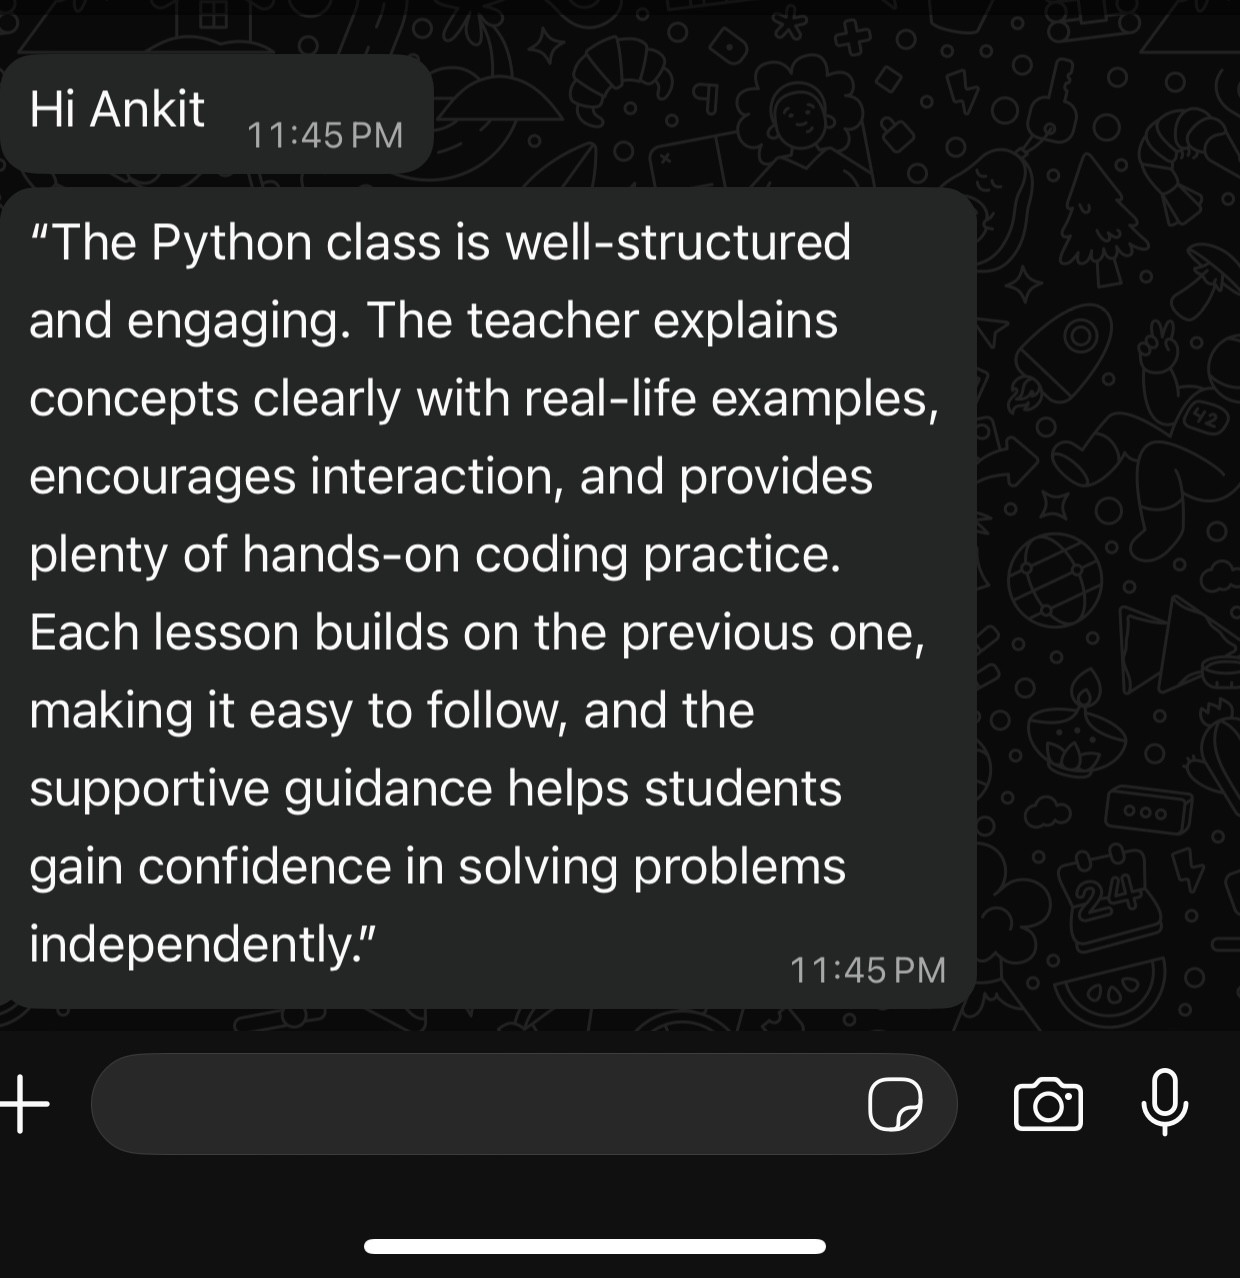 Hi Ankit
11:45 PM
“The Python class is well-structured
and engaging. The teacher explains
concepts clearly with real-life examples,
encourages interaction, and provides
plenty of hands-on coding practice.
Each lesson builds on the previous one,
making it easy to follow, and the
supportive guidance helps students
gain confidence in solving problems
independently.”
11:45 PM
42
24